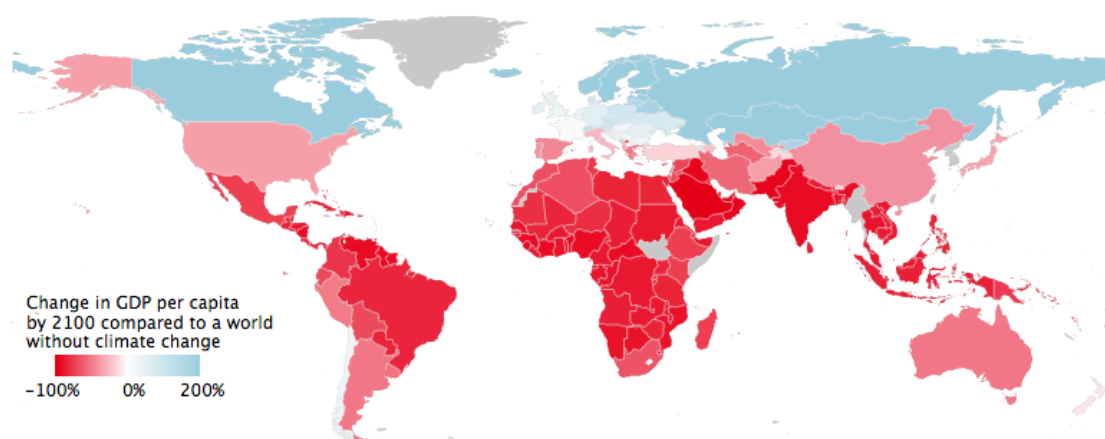 Change in GDP per capita
by 2100 compared to a world
without climate change
−100% 0% 200%